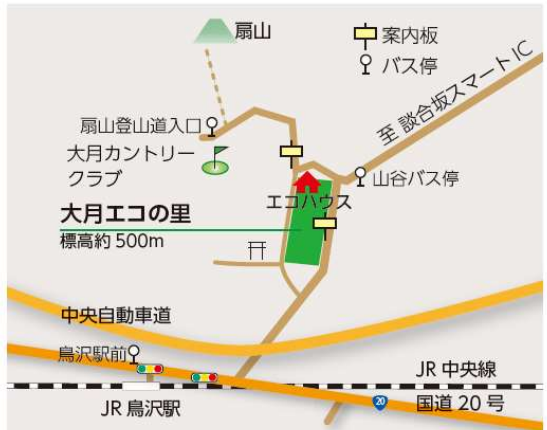 扇山
案内板
バス停
至 談合坂スマートIC
扇山登山道入口
大月カントリー
クラブ
山谷バス停
エコハウス
大月エコの里
標高約 500m
中央自動車道
鳥沢駅前
JR 中央線
JR 鳥沢駅
20
国道 20 号